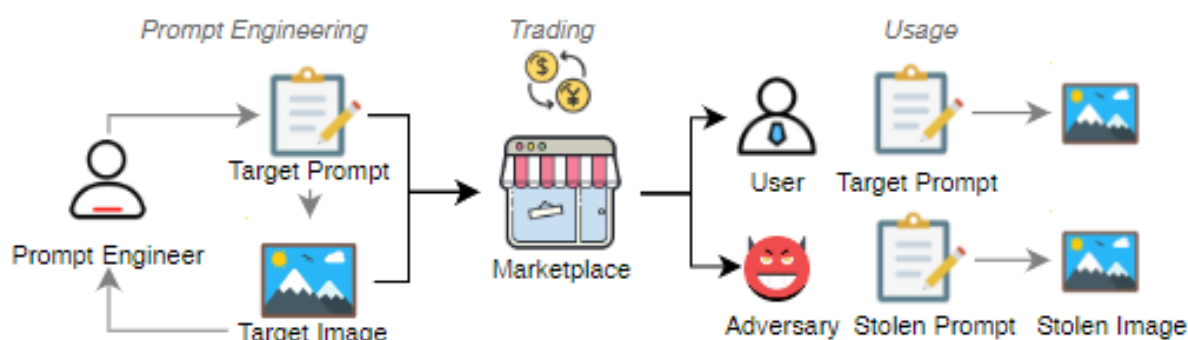 Prompt Engineering
Trading
Usage
$
¥
Target Prompt
User
Target Prompt
Prompt Engineer
Marketplace
Target Image
Adversary
Stolen Prompt
Stolen Image